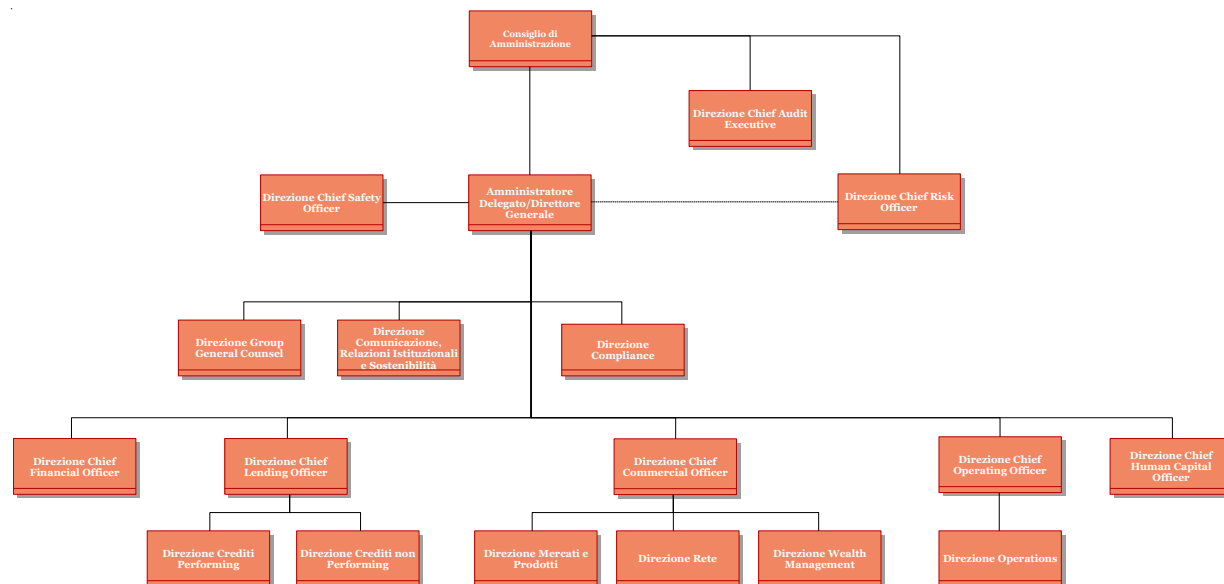 Consiglio di
Amministrazione
Direzione Chief Audit
Executive
Direzione Chief Safety
Officer
Amministratore
Delegato/Direttore
Generale
Direzione Chief Risk
Officer
Direzione Group
General Counsel
Direzione
Comunicazione,
Relazioni Istituzionali
e Sostenibilità
Direzione
Compliance
Direzione Chief
Financial Officer
Direzione Chief
Lending Officer
Direzione Chief
Commercial Officer
Direzione Chief
Operating Officer
Direzione Chief
Human Capital
Officer
Direzione Crediti
Performing
Direzione Crediti non
Performing
Direzione Mercati e
Prodotti
Direzione Rete
Direzione Wealth
Management
Direzione Operations